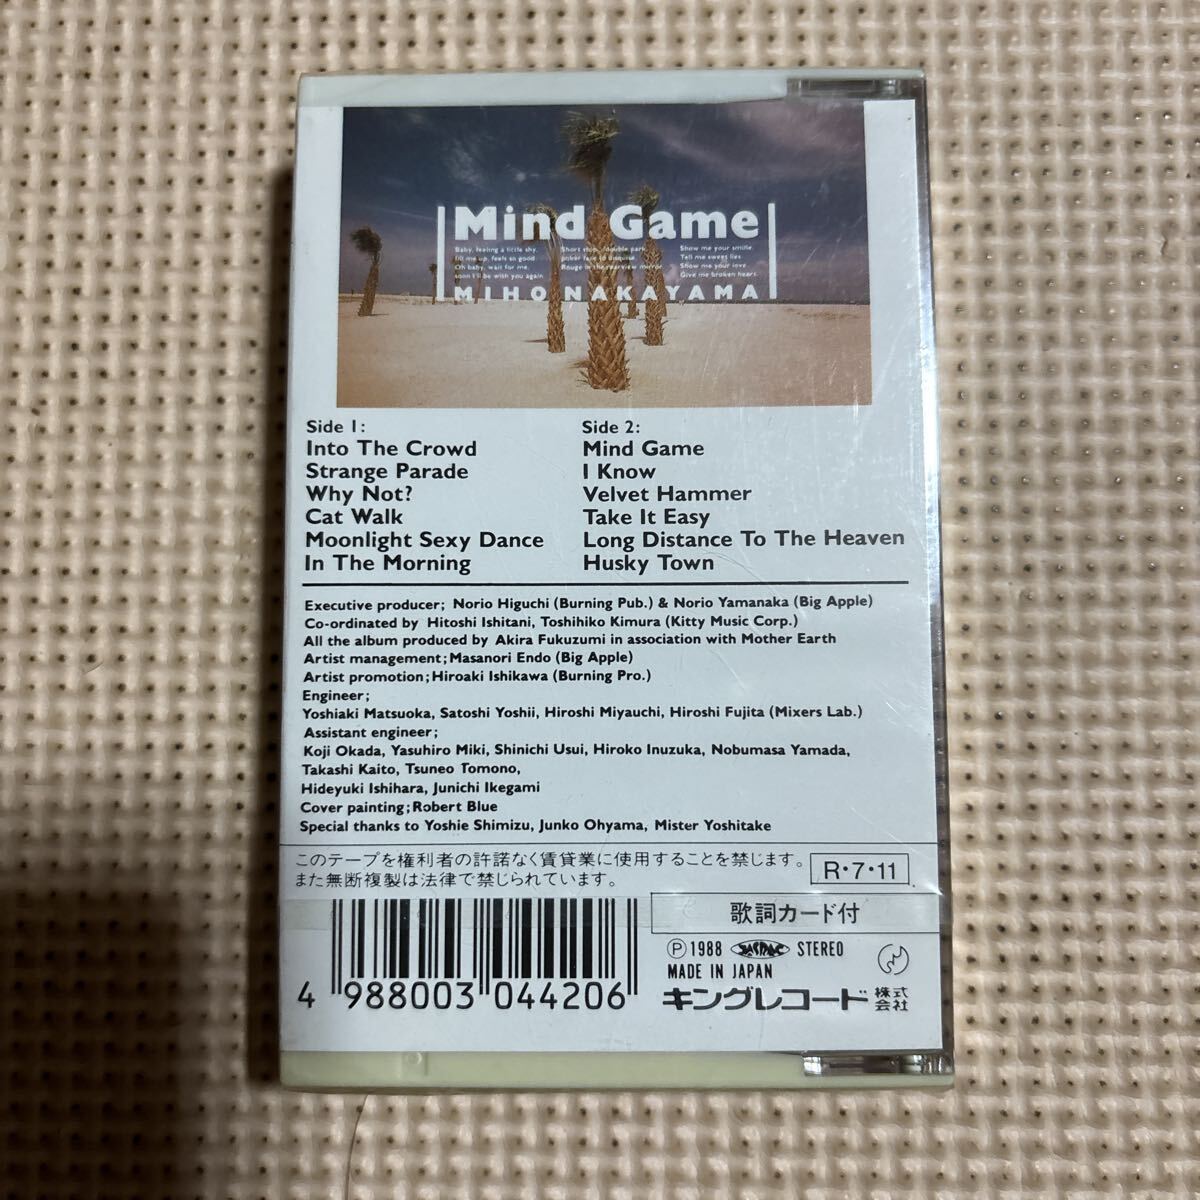 Mind Game
Baby, feeling a little shy,
fill me up, feels so good.
Oh baby, wait for me,
soon I'll be with you again.
Short stop, double park,
poker face to disguise.
Rouge in the rearview mirror.
Show me your smile.
Tell me sweet lies.
Show me your love.
Give me broken hears.
MIHO NAKAYAMA
Side 1:
Into The Crowd
Strange Parade
Why Not?
Cat Walk
Moonlight Sexy Dance
In The Morning
Side 2:
Mind Game
I Know
Velvet Hammer
Take It Easy
Long Distance To The Heaven
Husky Town
Executive producer; Norio Higuchi (Burning Pub.) & Norio Yamanaka (Big Apple)
Co-ordinated by Hitoshi Ishitani, Toshihiko Kimura (Kitty Music Corp.)
All the album produced by Akira Fukuzumi in association with Mother Earth
Artist management; Masanori Endo (Big Apple)
Artist promotion; Hiroaki Ishikawa (Burning Pro.)
Engineer;
Yoshiaki Matsuoka, Satoshi Yoshii, Hiroshi Miyauchi, Hiroshi Fujita (Mixers Lab.)
Assistant engineer;
Koji Okada, Yasuhiro Miki, Shinichi Usui, Hiroko Inuzuka, Nobumasa Yamada,
Takashi Kaito, Tsuneo Tomono,
Hideyuki Ishihara, Junichi Ikegami
Cover painting; Robert Blue
Special thanks to Yoshie Shimizu, Junko Ohyama, Mister Yoshitake
このテープを権利者の許諾なく賃貸業に使用することを禁じます。
また無断複製は法律で禁じられています。
R・7・11
歌詞カード付
Ⓟ1988 JASRAC STEREO
MADE IN JAPAN
キングレコード株式会社
4 988003 044206